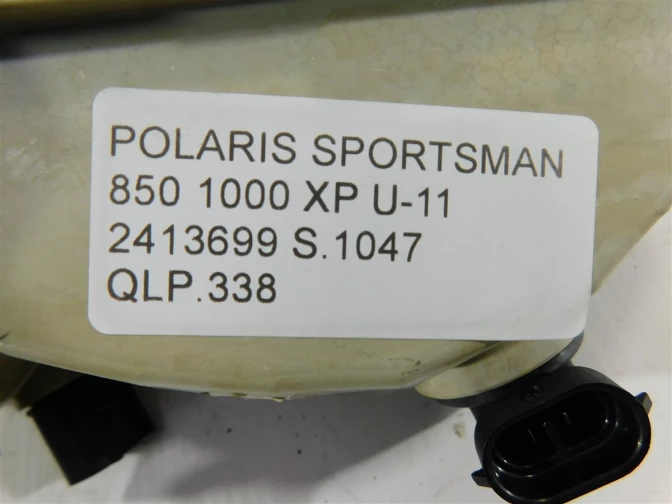 POLARIS SPORTSMAN
850 1000 XP U-11
2413699 S.1047
QLP.338